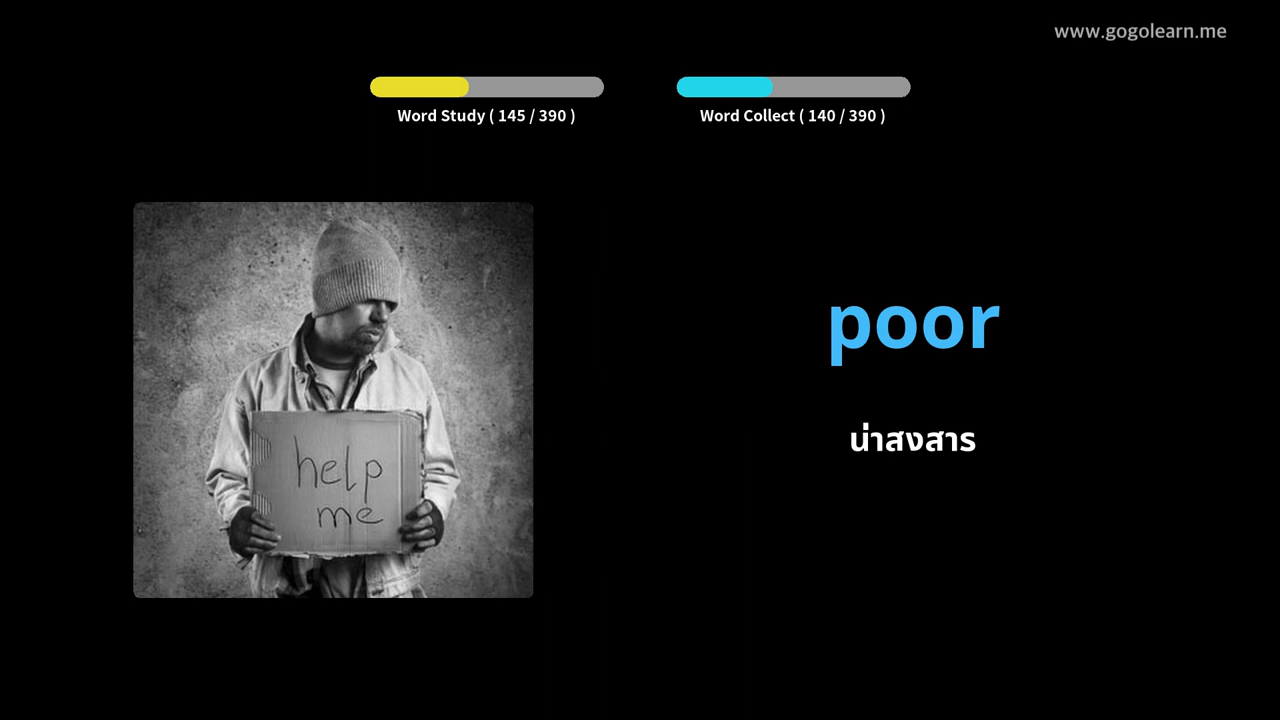 www.gogolearn.me
Word Study ( 145 / 390 )
Word Collect ( 140 / 390 )
help
me
poor
น่าสงสาร